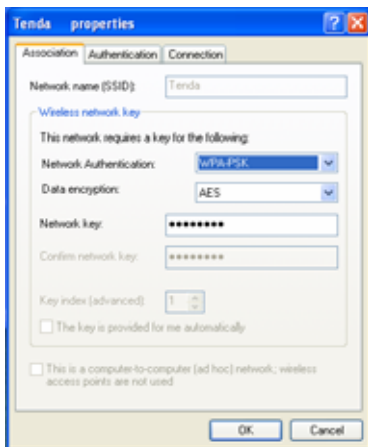 Tenda properties
Association Authentication Connection
Network name (SSID): Tenda
Wireless network key
This network requires a key for the following:
Network Authentication: WPA-PSK
Data encryption: AES
Network key: ••••••••
Confirm network key: ••••••••
Key index (advanced): 1
The key is provided for me automatically
This is a computer-to-computer (ad hoc) network; wireless
access points are not used
OK Cancel